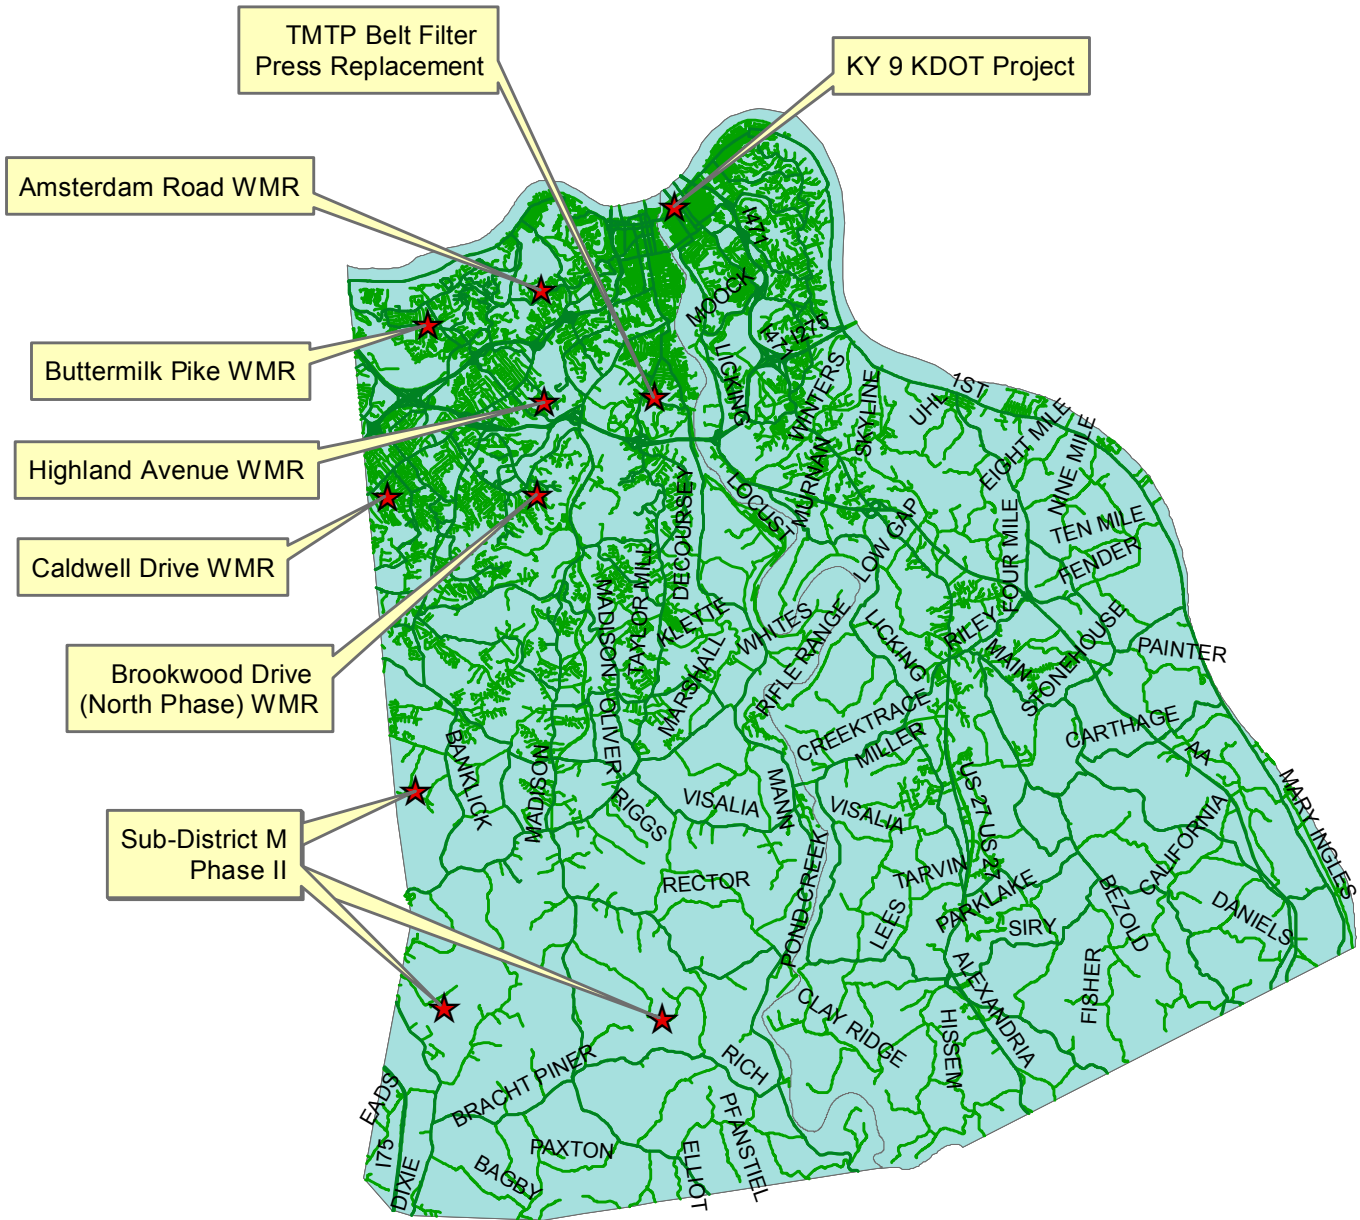 TMTP Belt Filter
Press Replacement
KY 9 KDOT Project
Amsterdam Road WMR
Buttermilk Pike WMR
Highland Avenue WMR
Caldwell Drive WMR
Brookwood Drive
(North Phase) WMR
Sub-District M
Phase II
I471
MOOCK
I471
I275
LICKING
WINTERS
SKYLINE
UHL
1ST
EIGHT MILE
NINE MILE
MURNAN
LOCUST
DECOURSEY
LOW GAP
FOUR MILE
TEN MILE
FENDER
MADISON
TAYLOR MILL
KLETTE
WHITES
MARSHALL
RIFLE RANGE
LICKING
RILEY
MAIN
STONEHOUSE
PAINTER
OLIVER
CREEKTRACE
MILLER
CARTHAGE
AA
BANKLICK
MADISON
RIGGS
VISALIA
MANN
VISALIA
US 27
US 27
MARY INGLES
CALIFORNIA
RECTOR
POND CREEK
TARVIN
LEES
PARKLAKE
SIRY
BEZOLD
DANIELS
FISHER
ALEXANDRIA
CLAY RIDGE
HISSEM
RICH
BRACHT PINER
EADS
PFANSTIEL
PAXTON
ELLIOT
I75
DIXIE
BAGBY